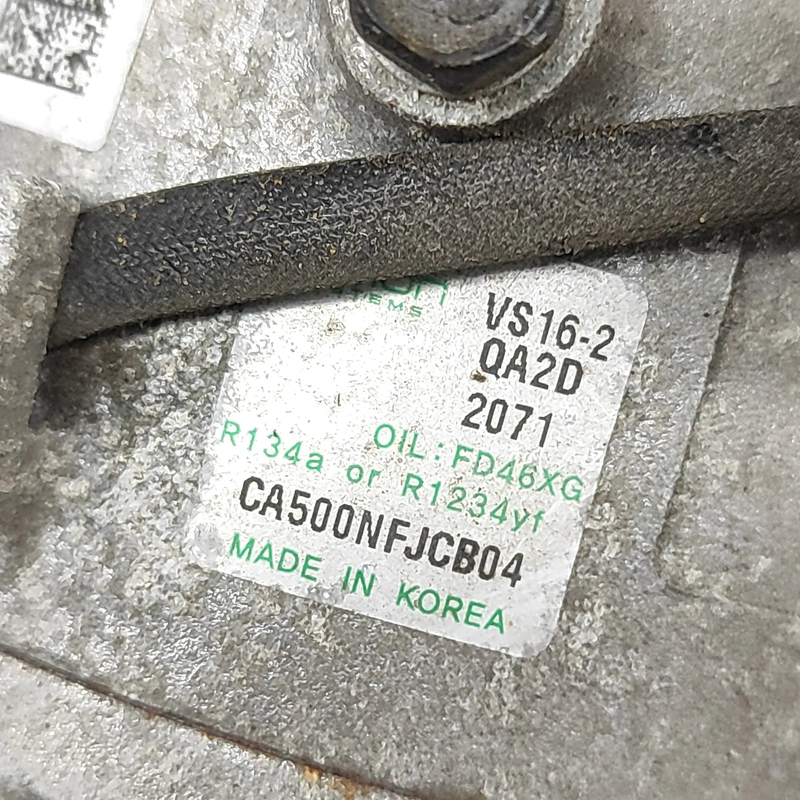 VS16-2
QA2D
2071
OIL:FD46XG
R134a or R1234yf
CA500NFJCB04
MADE IN KOREA